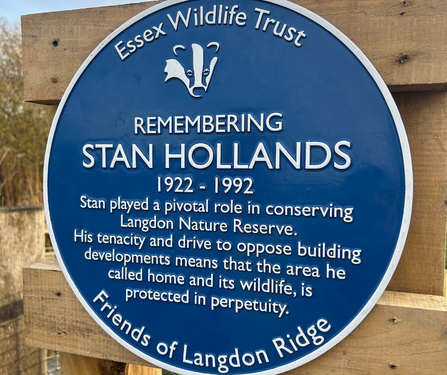 Essex Wildlife Trust
REMEMBERING
STAN HOLLANDS
1922 - 1992
Stan played a pivotal role in conserving
Langdon Nature Reserve.
His tenacity and drive to oppose building
developments means that the area he
called home and its wildlife, is
protected in perpetuity.
Friends of Langdon Ridge